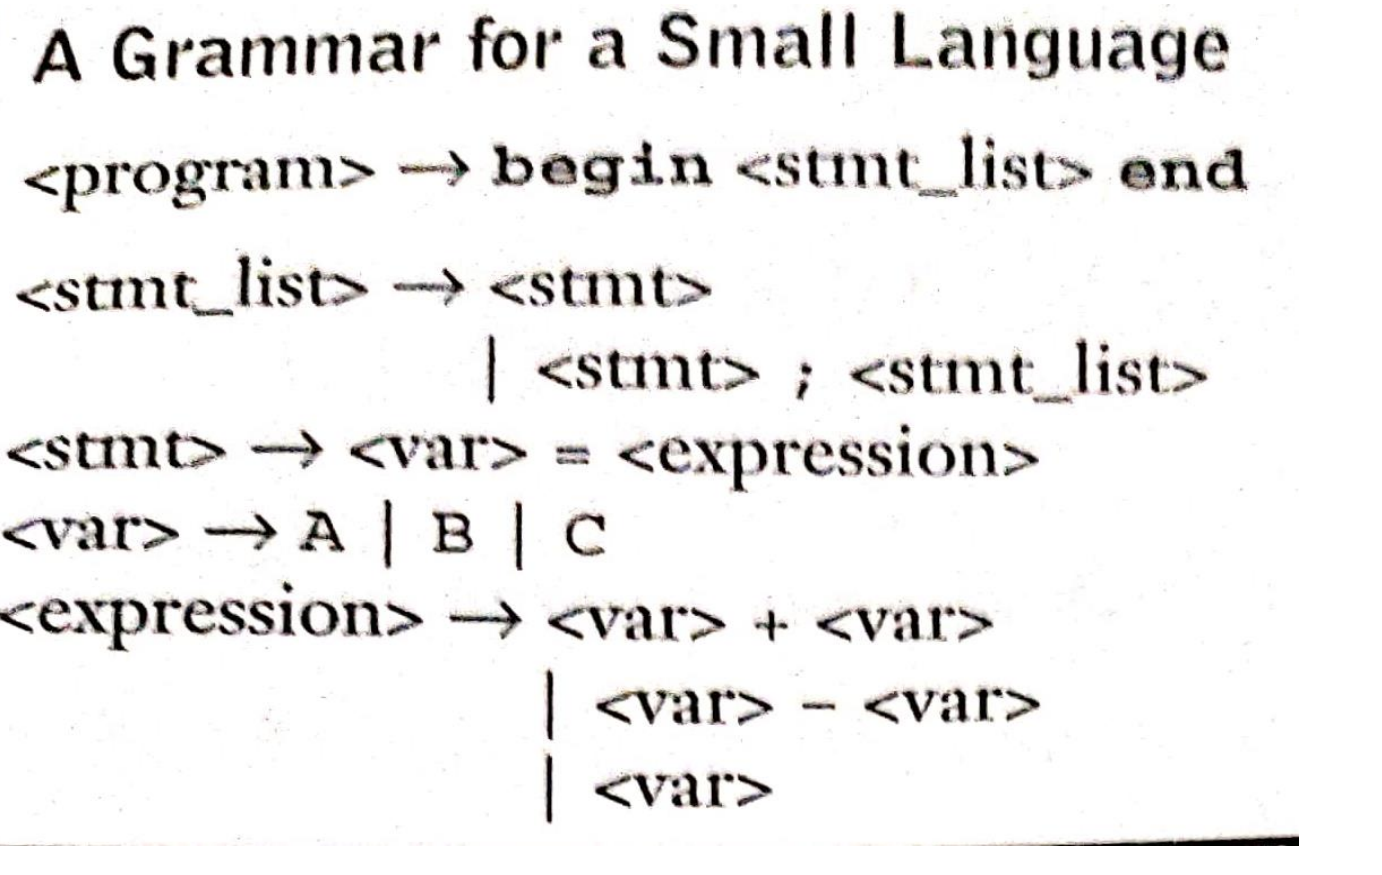 A Grammar for a Small Language
<program> → begin <stmt_list> end
<stmt_list> → <stmt>
| <stmt> ; <stmt_list>
<stmt> → <var> = <expression>
<var> → A | B | C
<expression> → <var> + <var>
| <var> – <var>
| <var>